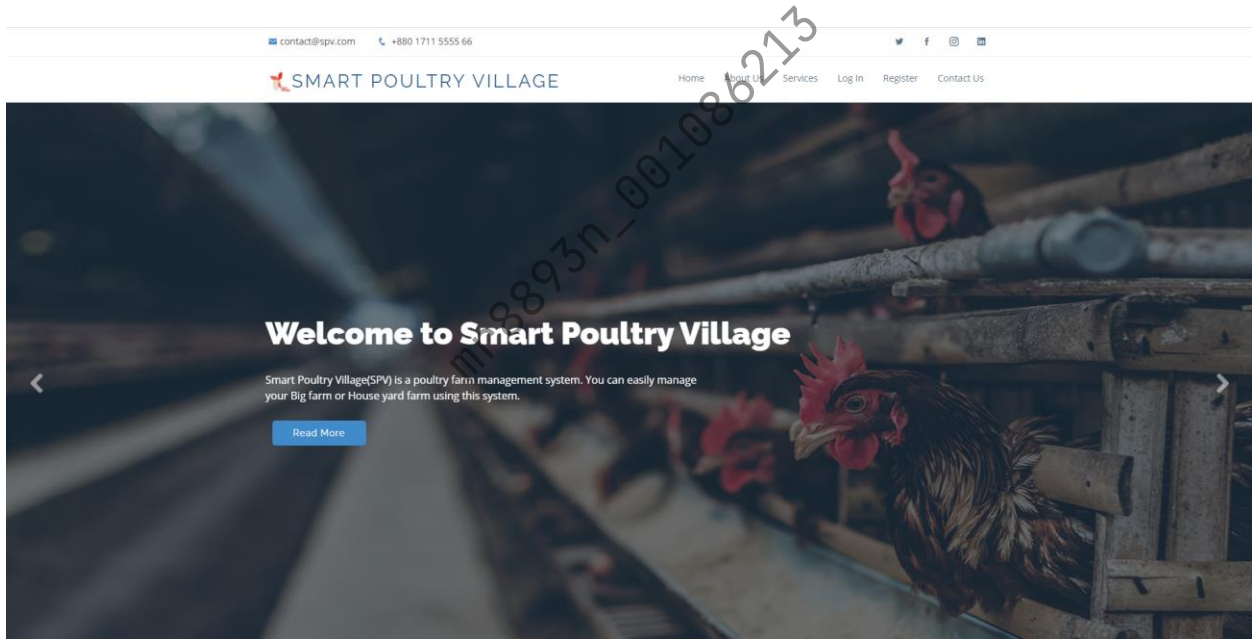 contact@spv.com +880 1711 5555 66
SMART POULTRY VILLAGE
Home About Us Services Log In Register Contact Us
Welcome to Smart Poultry Village
Smart Poultry Village(SPV) is a poultry farm management system. You can easily manage
your Big farm or House yard farm using this system.
Read More